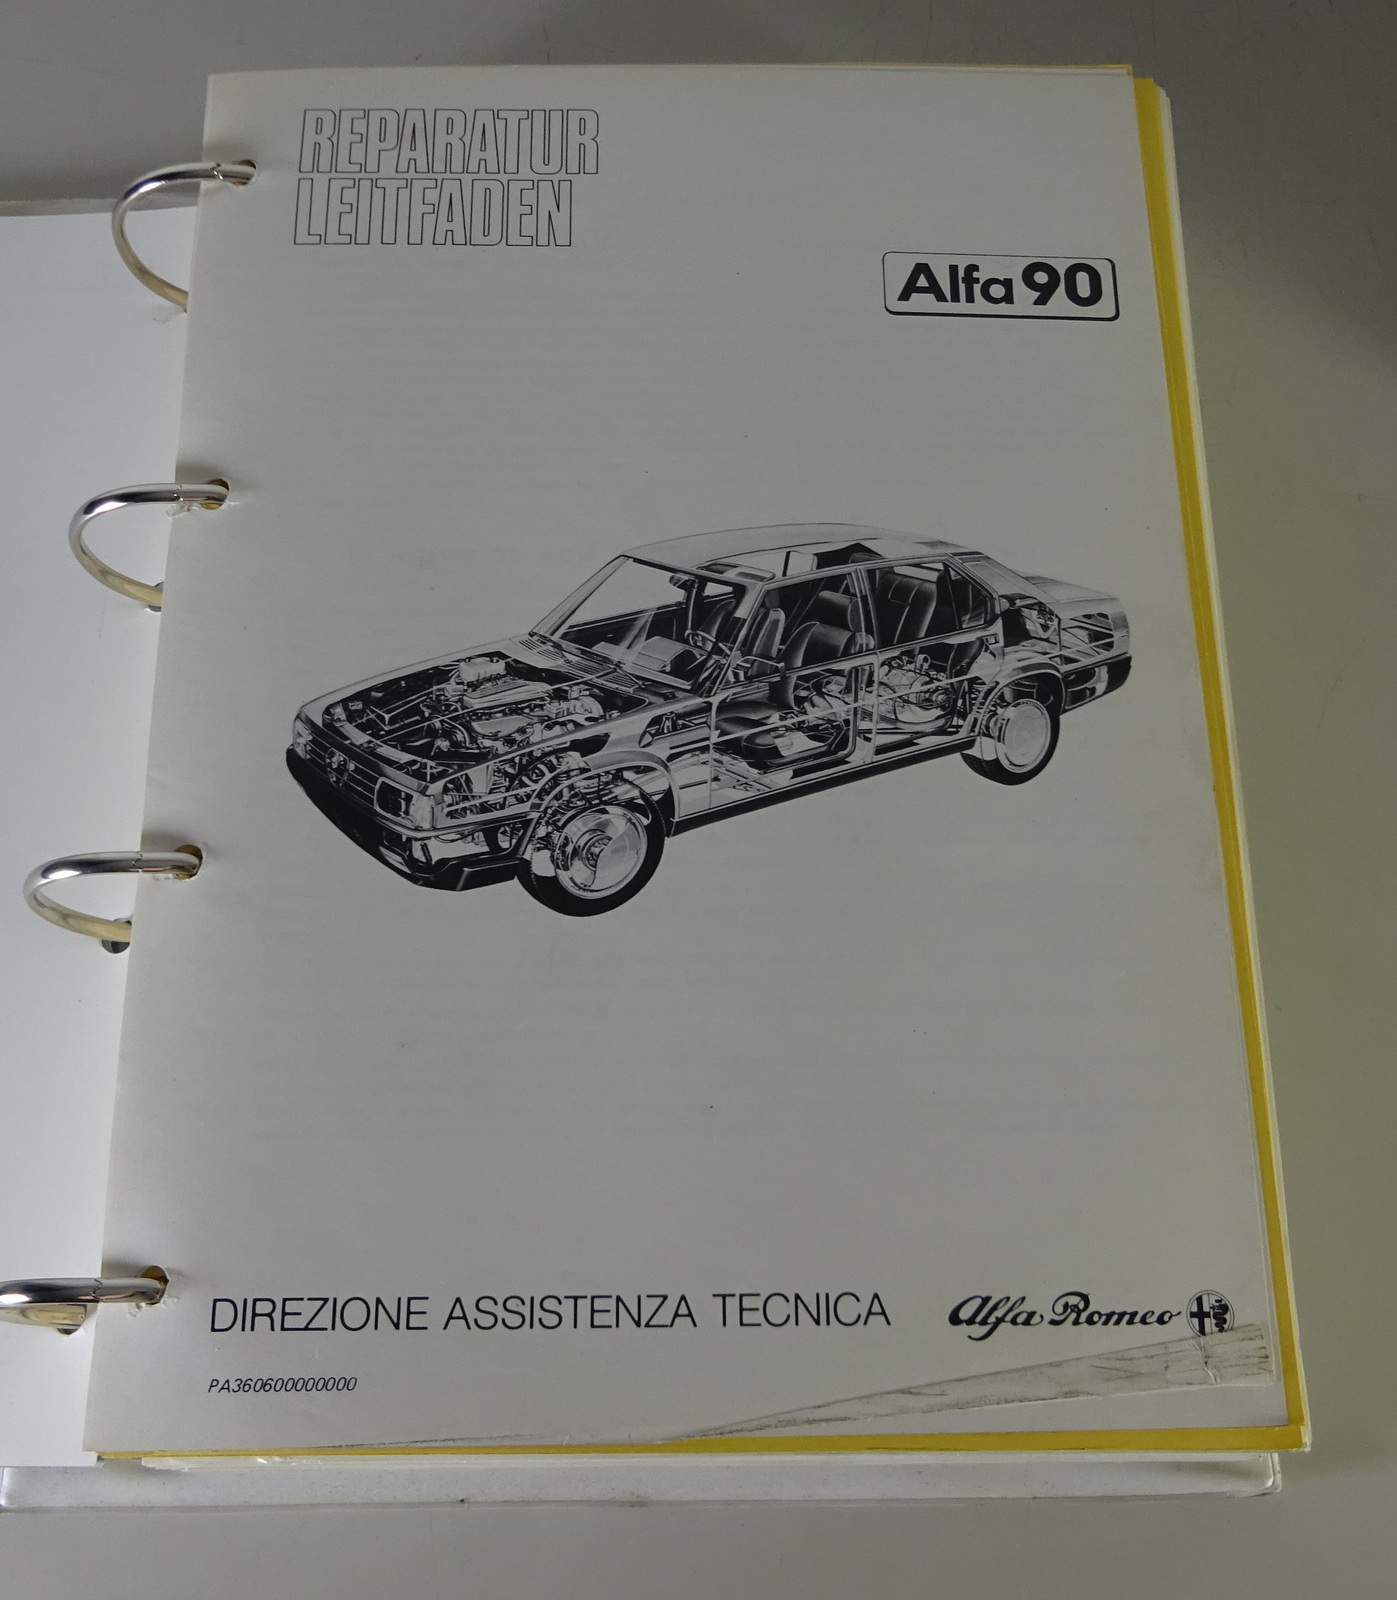 REPARATUR
LEITFADEN
Alfa 90
DIREZIONE ASSISTENZA TECNICA
Alfa Romeo
PA360600000000